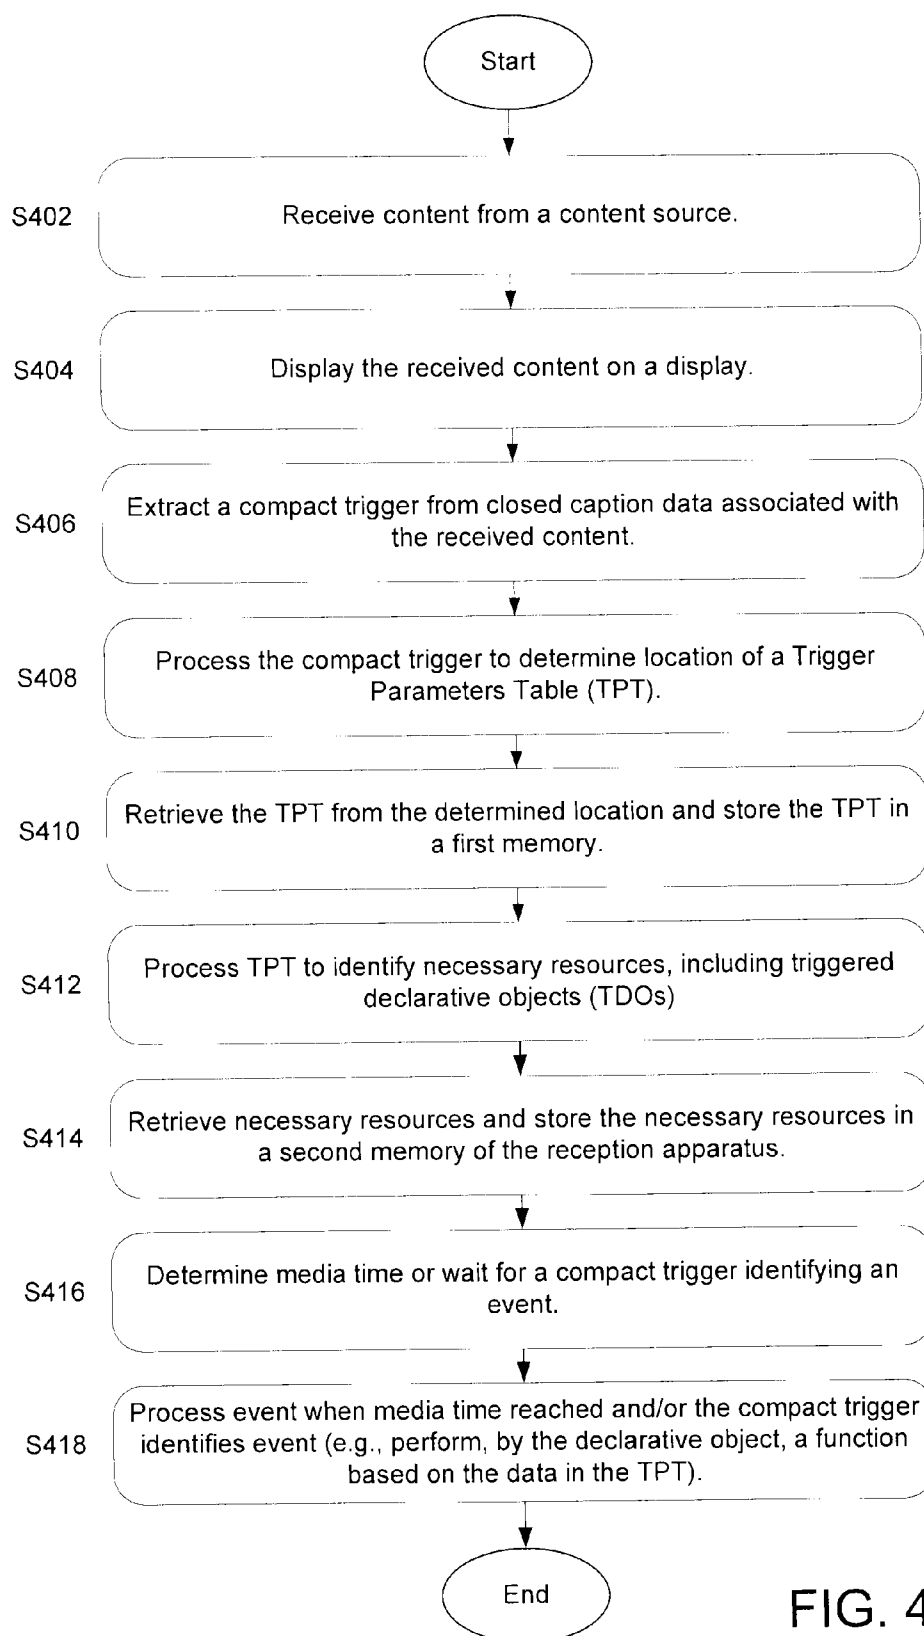 Start
S402
Receive content from a content source.
S404
Display the received content on a display.
S406
Extract a compact trigger from closed caption data associated with
the received content.
S408
Process the compact trigger to determine location of a Trigger
Parameters Table (TPT).
S410
Retrieve the TPT from the determined location and store the TPT in
a first memory.
S412
Process TPT to identify necessary resources, including triggered
declarative objects (TDOs)
S414
Retrieve necessary resources and store the necessary resources in
a second memory of the reception apparatus.
S416
Determine media time or wait for a compact trigger identifying an
event.
S418
Process event when media time reached and/or the compact trigger
identifies event (e.g., perform, by the declarative object, a function
based on the data in the TPT).
End
FIG. 4